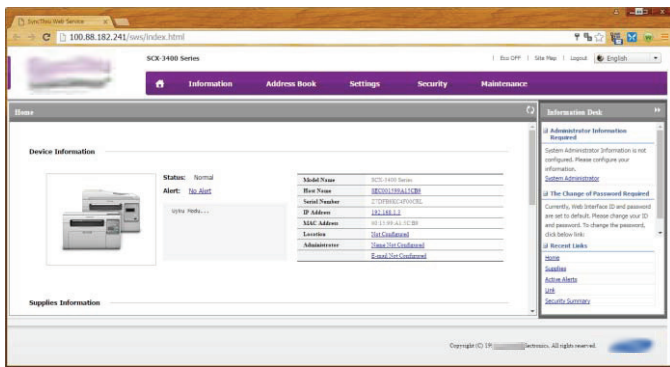 SyncThru Web Service
100.88.182.241/sws/index.html
SCX-3400 Series
Eco OFF | Site Map | Logout English
Information Address Book Settings Security Maintenance
Home
Device Information
Status: Normal
Alert: No Alert
Model Name SCX-3400 Series
Host Name
Serial Number
IP Address 192.168.1.3
MAC Address
Location Not Configured
Administrator Name Not Configured
E-mail Not Configured
Supplies Information
Information Desk
Administrator Information Required
System Administrator Information is not
configured. Please configure your
information.
System Administrator
The Change of Password Required
Currently, Web Interface ID and password
are set to default. Please change your ID
and password. To change the password,
click below link:
Recent Links
Home
Supplies
Active Alerts
Link
Security Summary
Copyright (C) All rights reserved.